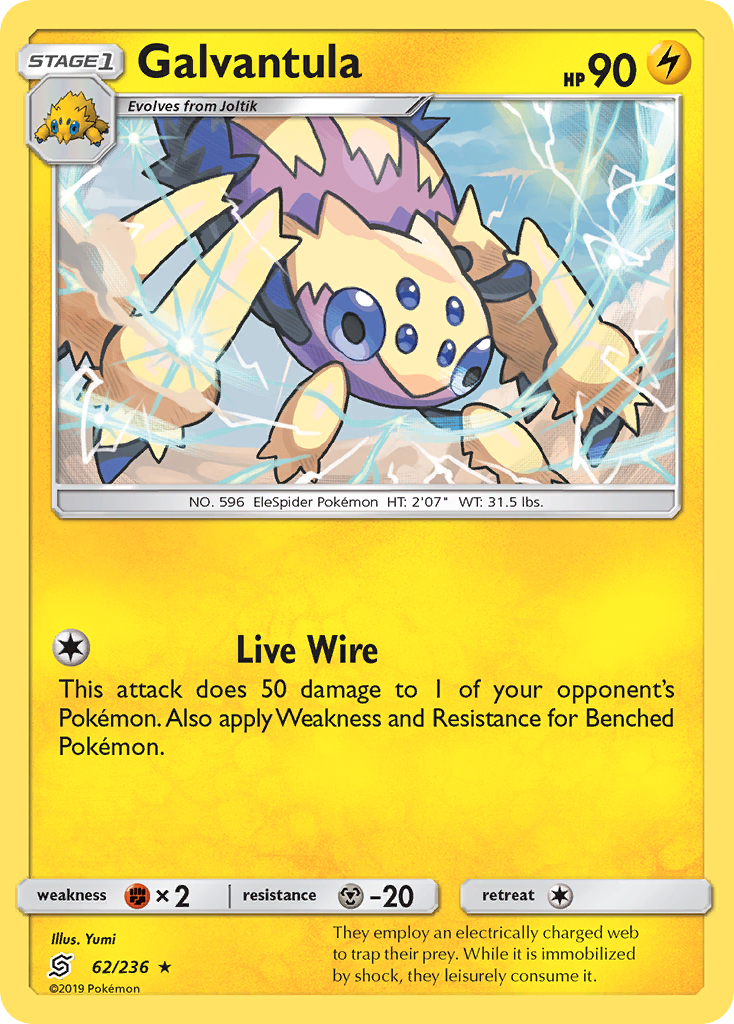 STAGE1
Galvantula
HP 90
Evolves from Joltik
NO. 596 EleSpider Pokémon HT: 2'07" WT: 31.5 lbs.
Live Wire
This attack does 50 damage to 1 of your opponent's
Pokémon. Also apply Weakness and Resistance for Benched
Pokémon.
weakness × 2 resistance –20 retreat
Illus. Yumi
62/236 ★
©2019 Pokémon
They employ an electrically charged web
to trap their prey. While it is immobilized
by shock, they leisurely consume it.